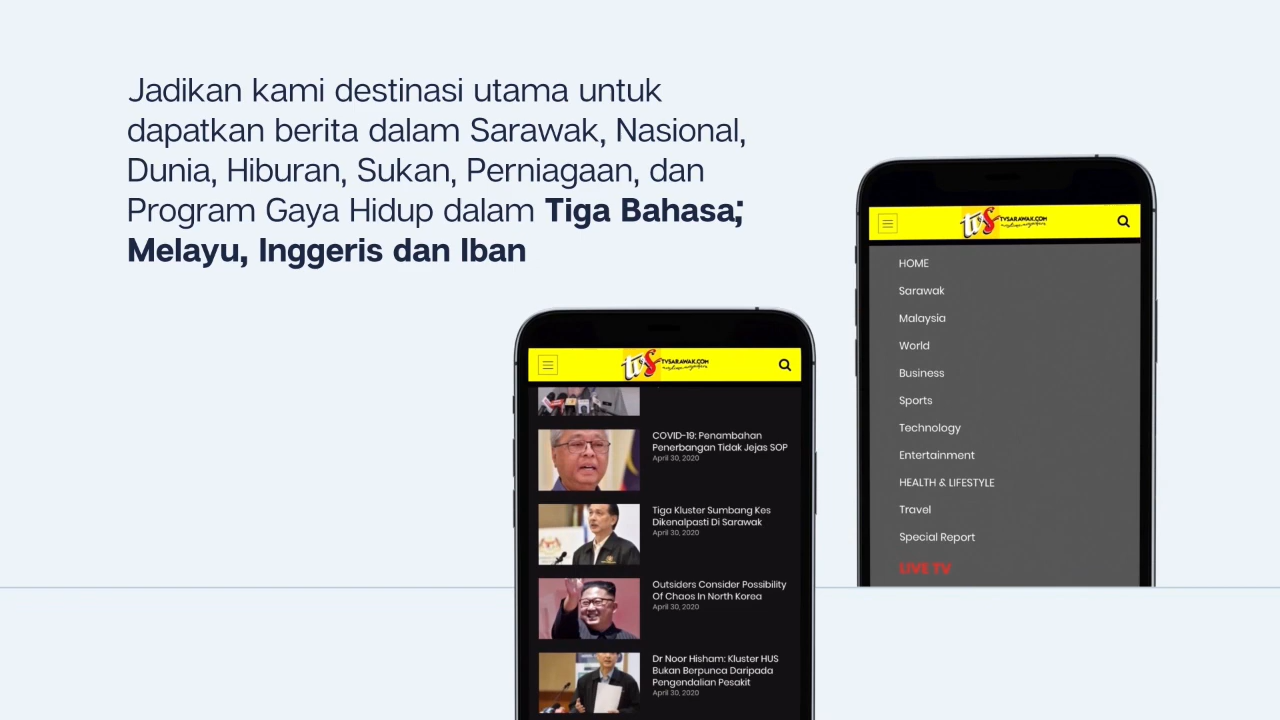 Jadikan kami destinasi utama untuk
dapatkan berita dalam Sarawak, Nasional,
Dunia, Hiburan, Sukan, Perniagaan, dan
Program Gaya Hidup dalam Tiga Bahasa;
Melayu, Inggeris dan Iban
tvS TVSARAWAK.COM
COVID-19: Penambahan
Penerbangan Tidak Jejas SOP
April 30, 2020
Tiga Kluster Sumbang Kes
Dikenalpasti Di Sarawak
April 30, 2020
Outsiders Consider Possibility
Of Chaos In North Korea
April 30, 2020
Dr Noor Hisham: Kluster HUS
Bukan Berpunca Daripada
Pengendalian Pesakit
April 30, 2020
tvS TVSARAWAK.COM
HOME
Sarawak
Malaysia
World
Business
Sports
Technology
Entertainment
HEALTH & LIFESTYLE
Travel
Special Report
LIVE TV